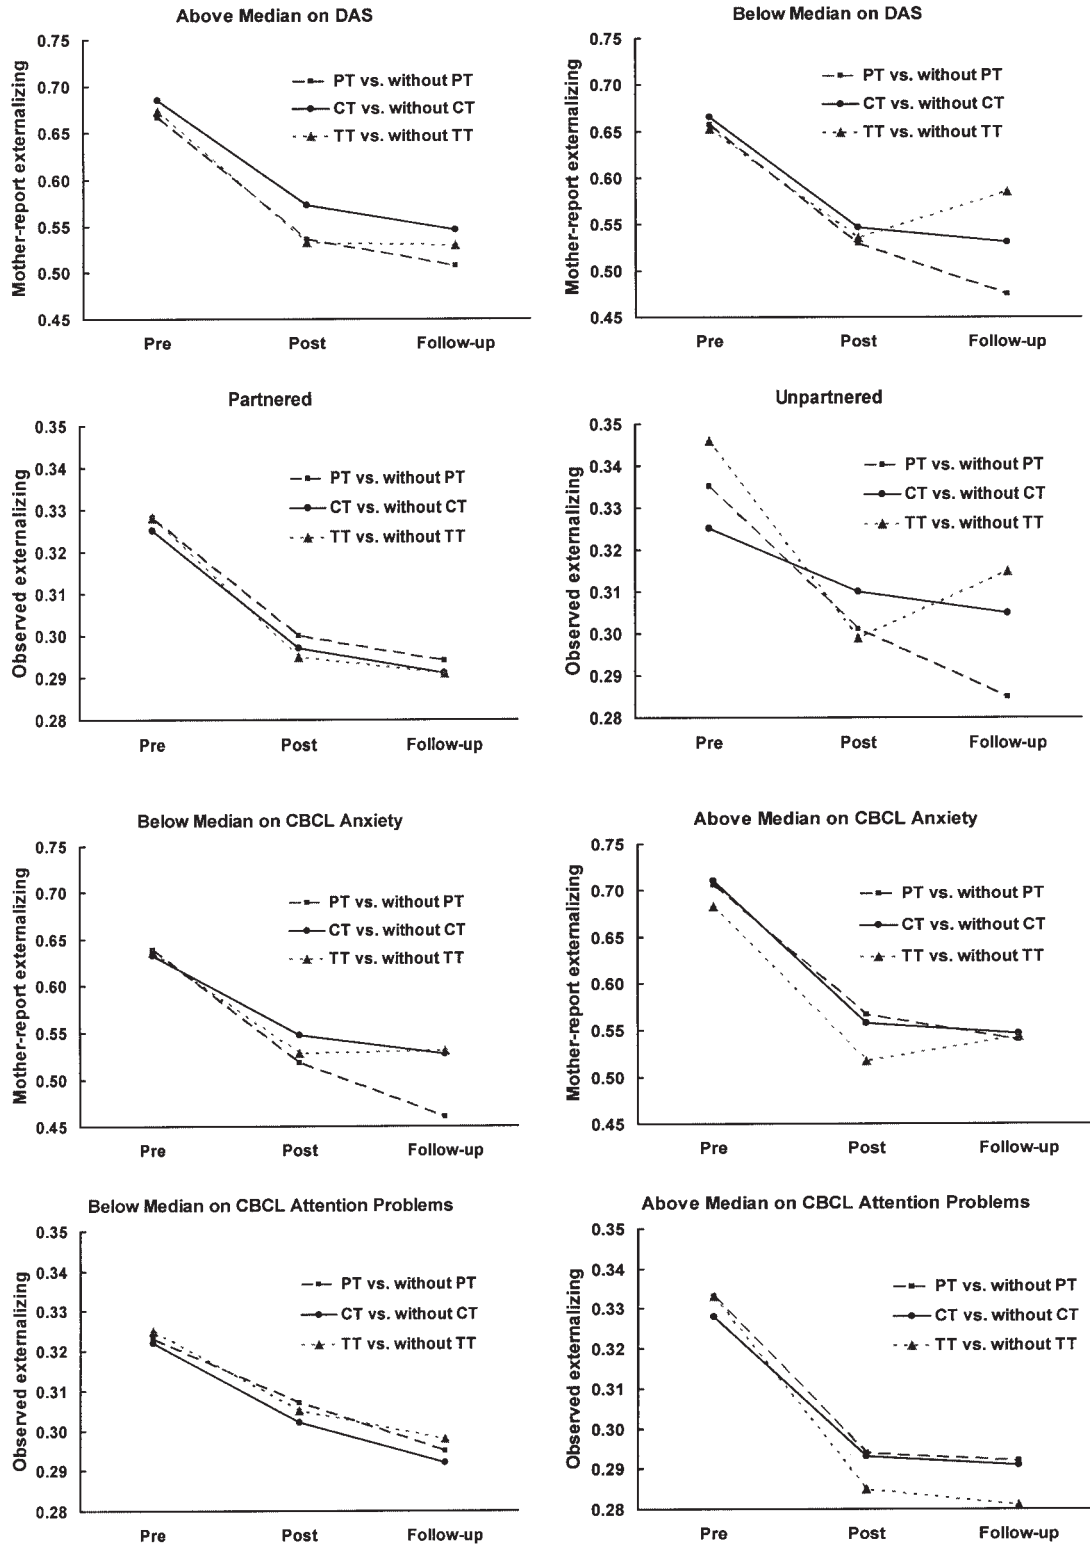 Above Median on DAS
Mother-report externalizing
0.75
0.70
0.65
0.60
0.55
0.50
0.45
PT vs. without PT
CT vs. without CT
TT vs. without TT
Pre Post Follow-up
Below Median on DAS
Mother-report externalizing
0.75
0.70
0.65
0.60
0.55
0.50
0.45
PT vs. without PT
CT vs. without CT
TT vs. without TT
Pre Post Follow-up
Partnered
Observed externalizing
0.35
0.34
0.33
0.32
0.31
0.30
0.29
0.28
PT vs. without PT
CT vs. without CT
TT vs. without TT
Pre Post Follow-up
Unpartnered
Observed externalizing
0.35
0.34
0.33
0.32
0.31
0.30
0.29
0.28
PT vs. without PT
CT vs. without CT
TT vs. without TT
Pre Post Follow-up
Below Median on CBCL Anxiety
Mother-report externalizing
0.75
0.70
0.65
0.60
0.55
0.50
0.45
PT vs. without PT
CT vs. without CT
TT vs. without TT
Pre Post Follow-up
Above Median on CBCL Anxiety
Mother-report externalizing
0.75
0.70
0.65
0.60
0.55
0.50
0.45
PT vs. without PT
CT vs. without CT
TT vs. without TT
Pre Post Follow-up
Below Median on CBCL Attention Problems
Observed externalizing
0.35
0.34
0.33
0.32
0.31
0.30
0.29
0.28
PT vs. without PT
CT vs. without CT
TT vs. without TT
Pre Post Follow-up
Above Median on CBCL Attention Problems
Observed externalizing
0.35
0.34
0.33
0.32
0.31
0.30
0.29
0.28
PT vs. without PT
CT vs. without CT
TT vs. without TT
Pre Post Follow-up